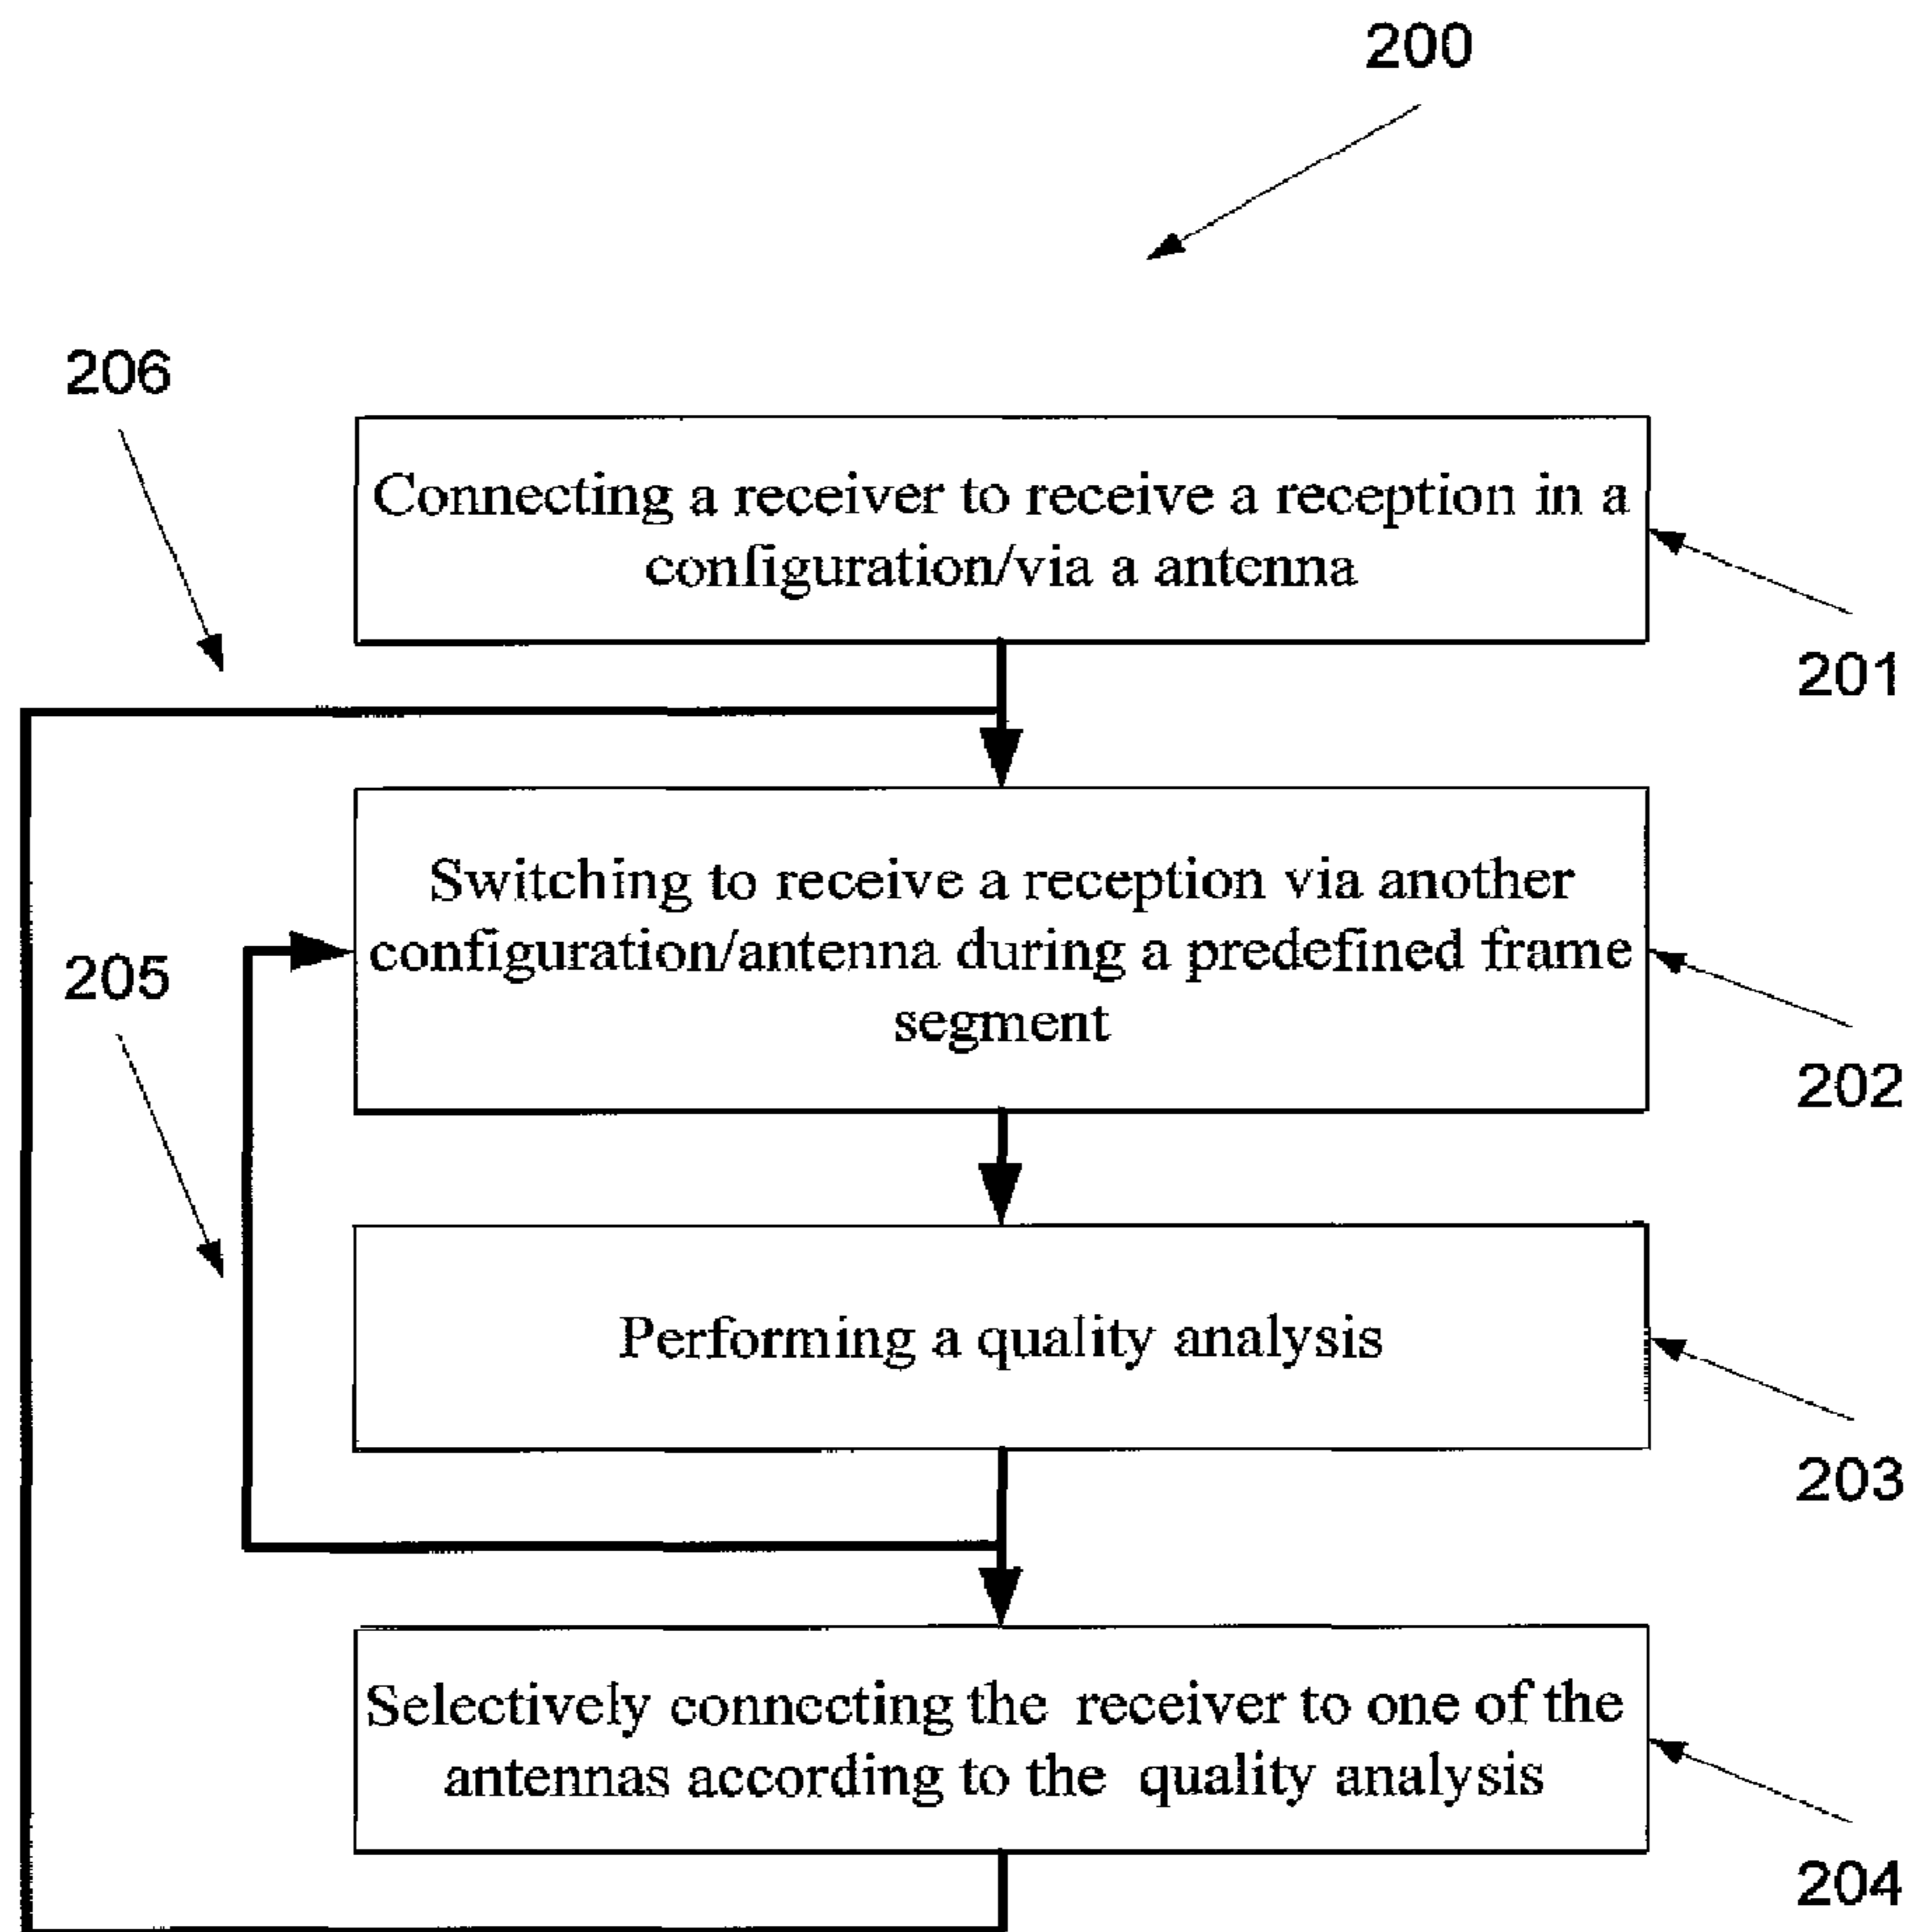 200
206
Connecting a receiver to receive a reception in a
configuration/via a antenna
201
Switching to receive a reception via another
configuration/antenna during a predefined frame
segment
205
202
Performing a quality analysis
203
Selectively connecting the receiver to one of the
antennas according to the quality analysis
204